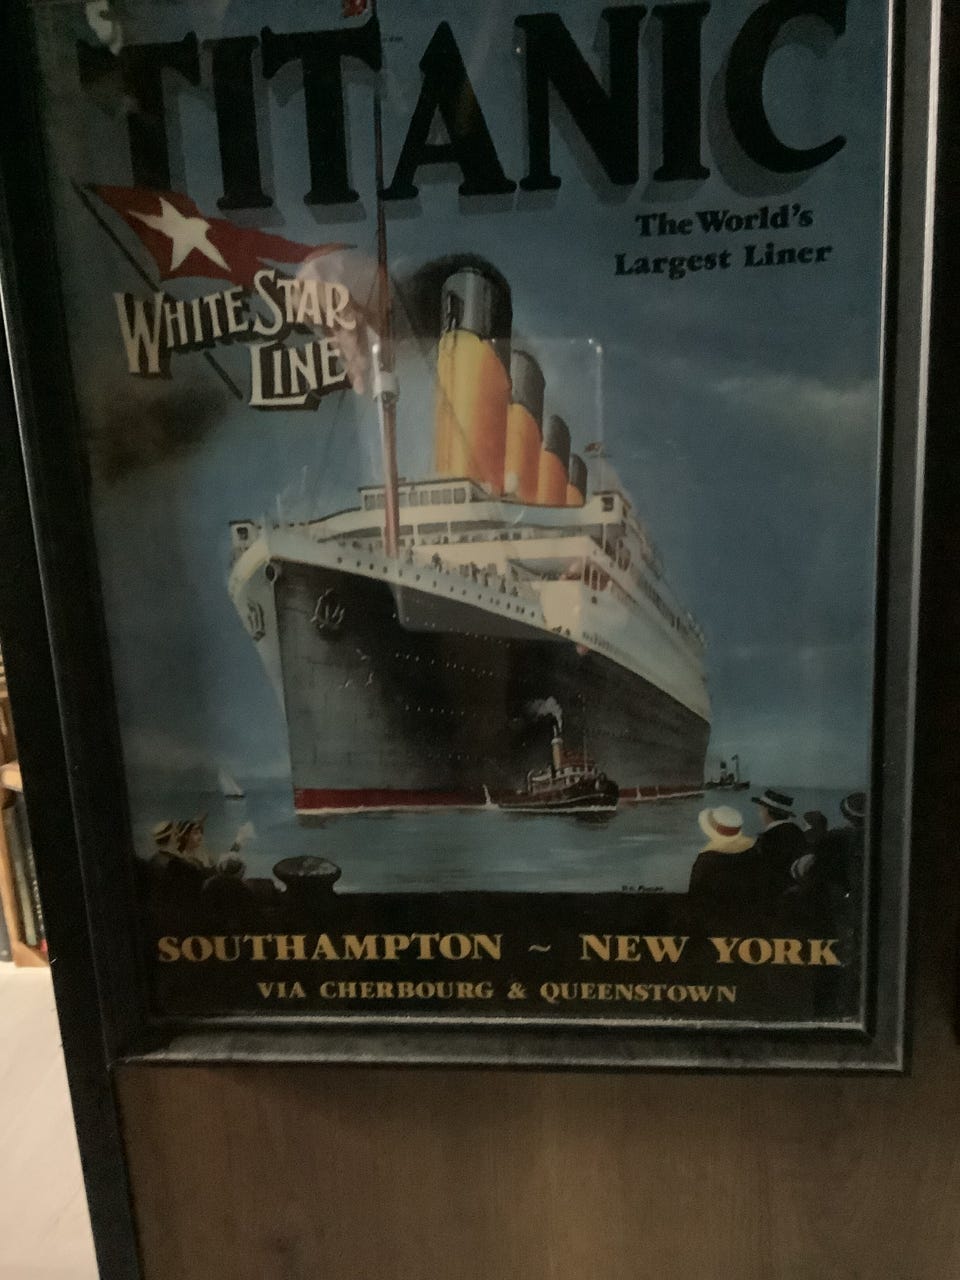 TITANIC
The World's
Largest Liner
WHITE STAR
LINE
SOUTHAMPTON ~ NEW YORK
VIA CHERBOURG & QUEENSTOWN